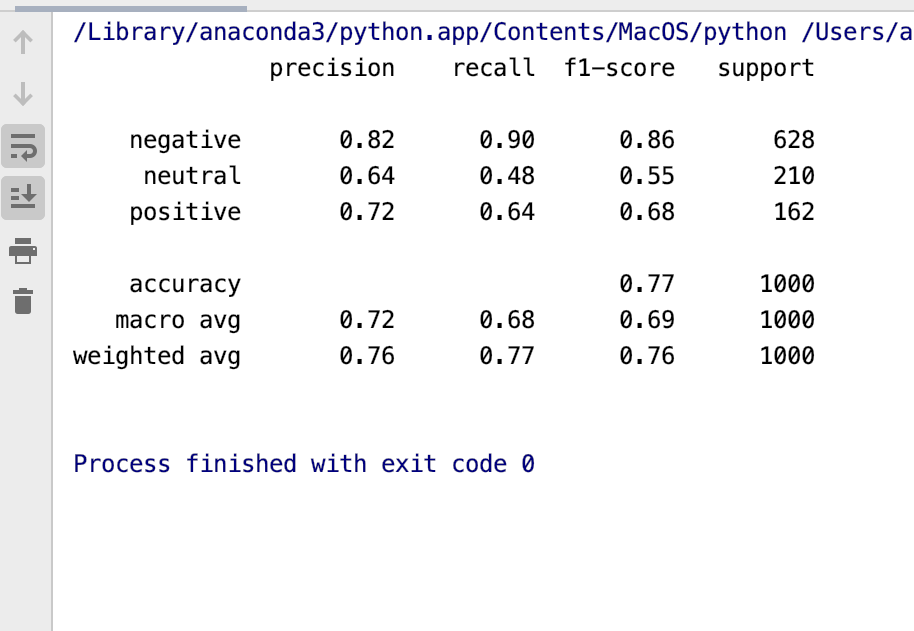 /Library/anaconda3/python.app/Contents/MacOS/python /Users/a
precision recall f1-score support
negative 0.82 0.90 0.86 628
neutral 0.64 0.48 0.55 210
positive 0.72 0.64 0.68 162
accuracy 0.77 1000
macro avg 0.72 0.68 0.69 1000
weighted avg 0.76 0.77 0.76 1000
Process finished with exit code 0